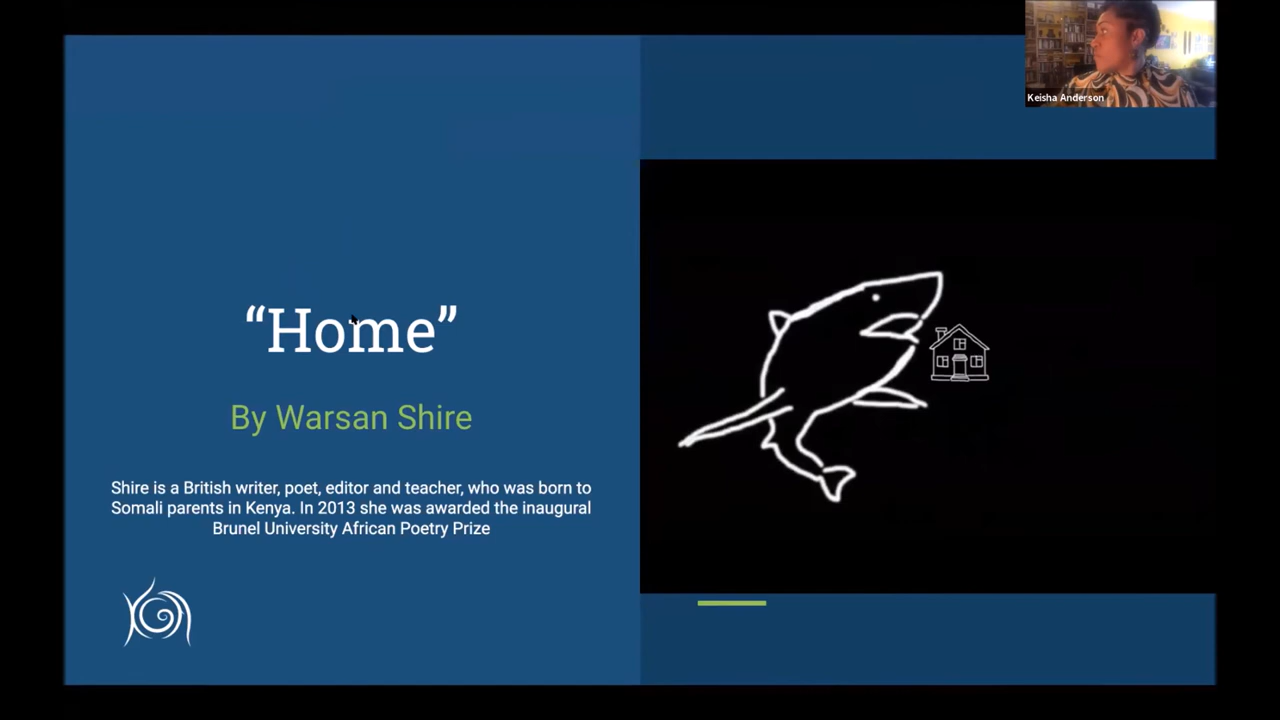 Keisha Anderson
“Home”
By Warsan Shire
Shire is a British writer, poet, editor and teacher, who was born to
Somali parents in Kenya. In 2013 she was awarded the inaugural
Brunel University African Poetry Prize